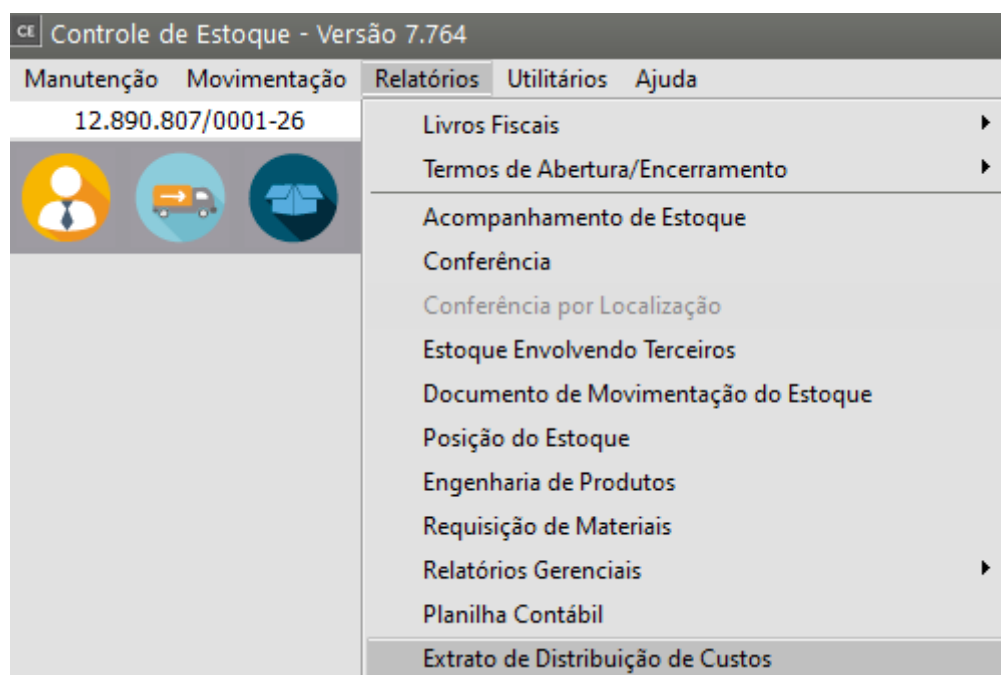 CE Controle de Estoque - Versão 7.764
Manutenção Movimentação Relatórios Utilitários Ajuda
12.890.807/0001-26
Livros Fiscais
Termos de Abertura/Encerramento
Acompanhamento de Estoque
Conferência
Conferência por Localização
Estoque Envolvendo Terceiros
Documento de Movimentação do Estoque
Posição do Estoque
Engenharia de Produtos
Requisição de Materiais
Relatórios Gerenciais
Planilha Contábil
Extrato de Distribuição de Custos